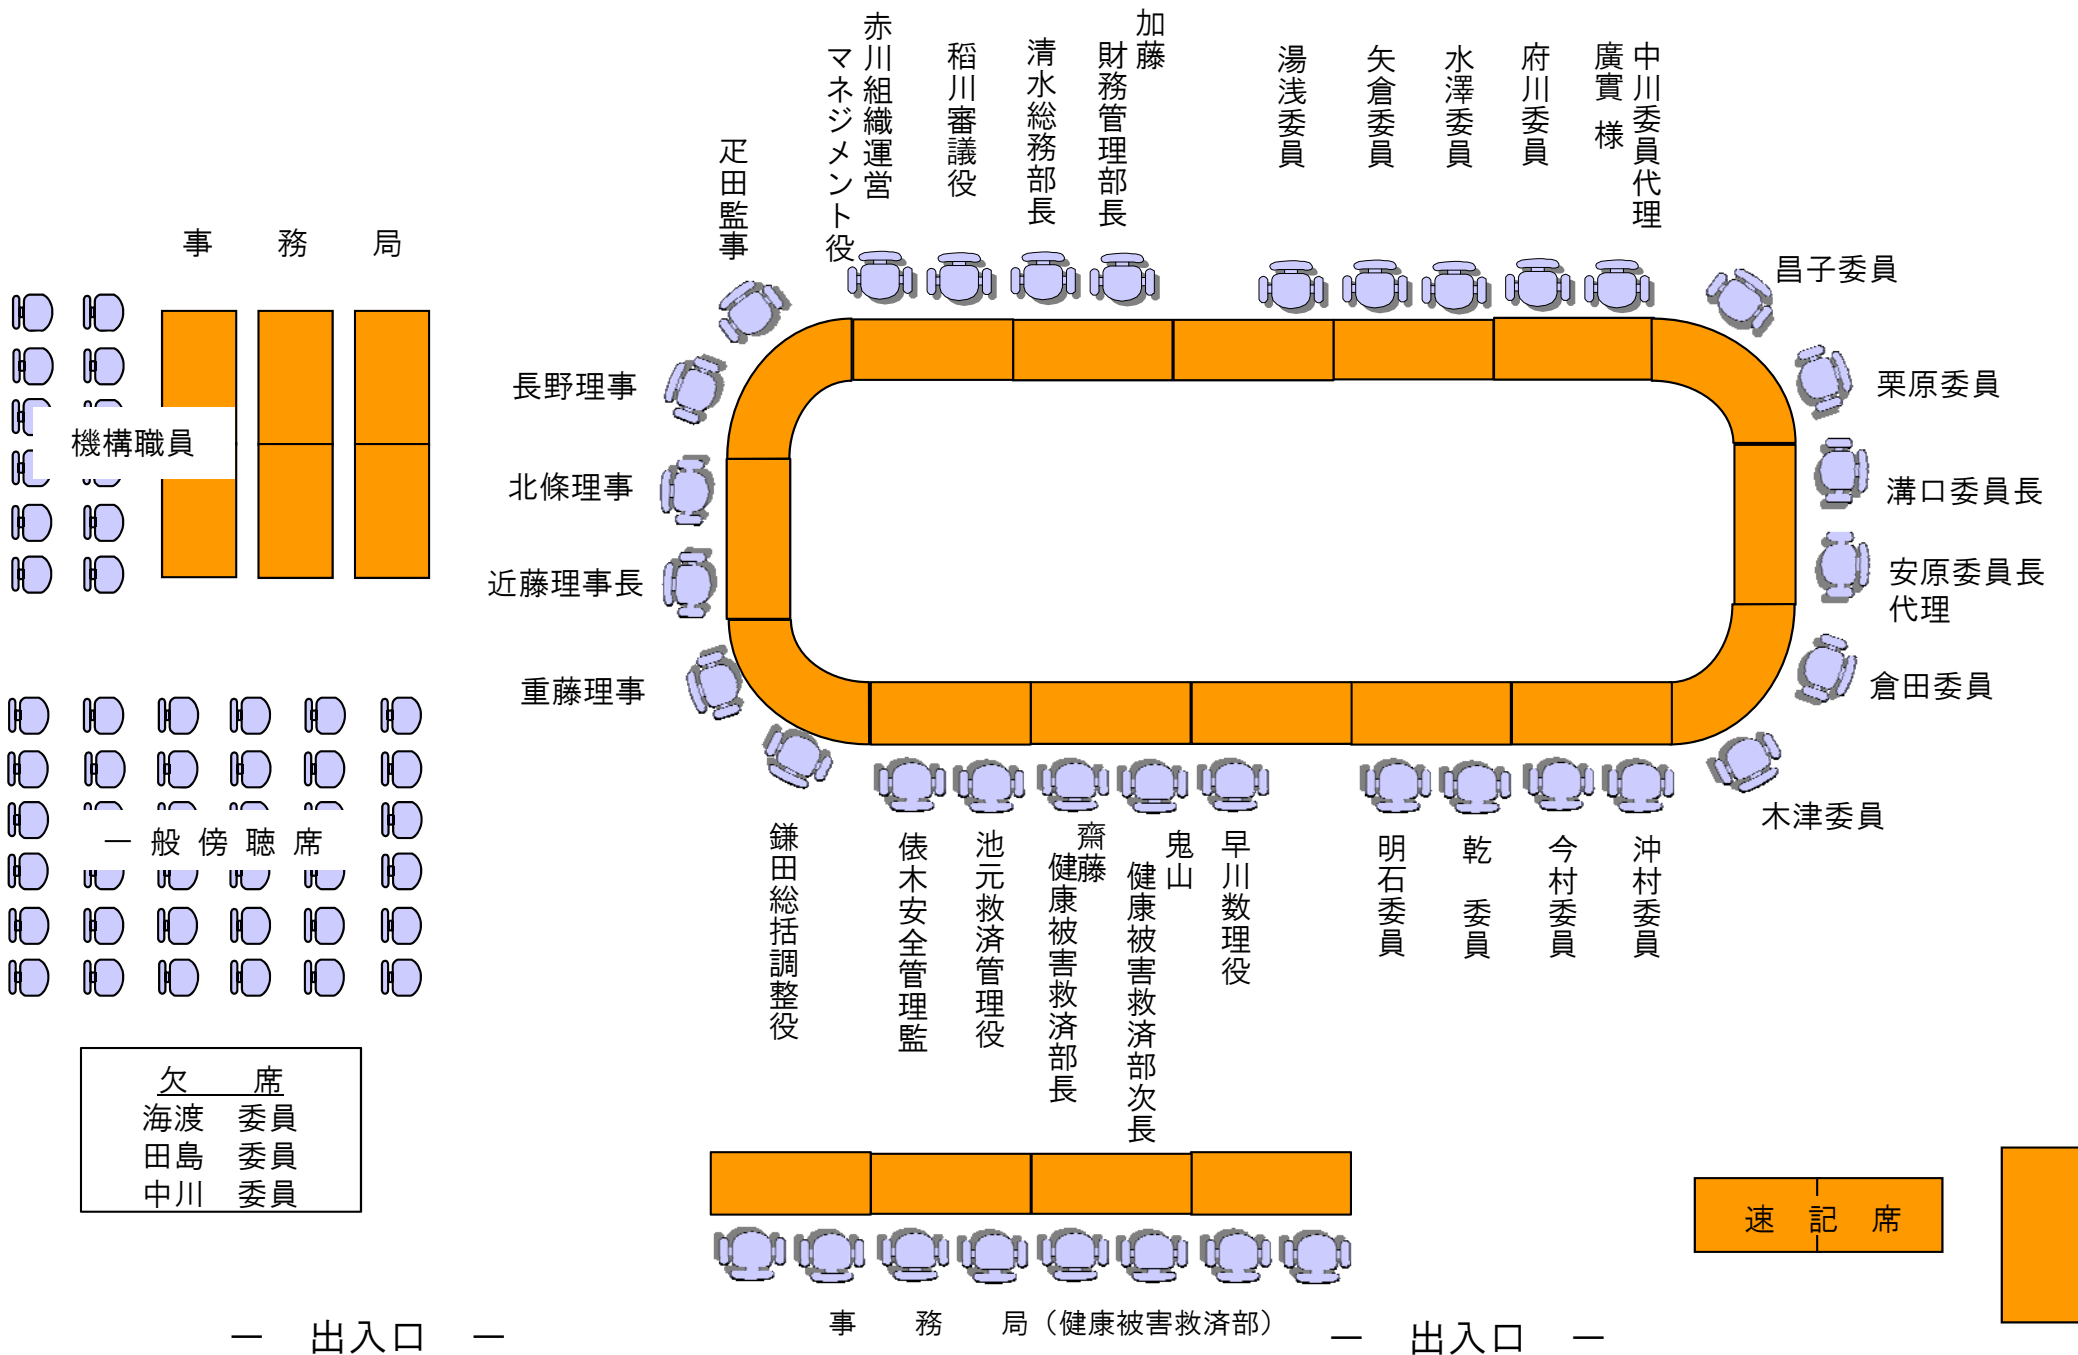 加藤
財務管理部長
清水総務部長
稲川審議役
赤川組織運営
マネジメント役
疋田監事
中川委員代理
廣實 様
府川委員
水澤委員
矢倉委員
湯浅委員
事 務 局
機構職員
長野理事
北條理事
近藤理事長
重藤理事
昌子委員
栗原委員
溝口委員長
安原委員長
代理
倉田委員
木津委員
一 般 傍 聴 席
鎌田総括調整役
俵木安全管理監
池元救済管理役
齋藤
健康被害救済部長
鬼山
健康被害救済部次長
早川数理役
明石委員
乾 委員
今村委員
沖村委員
欠 席
海渡 委員
田島 委員
中川 委員
速 記 席
事 務 局（健康被害救済部）
― 出入口 ―
― 出入口 ―